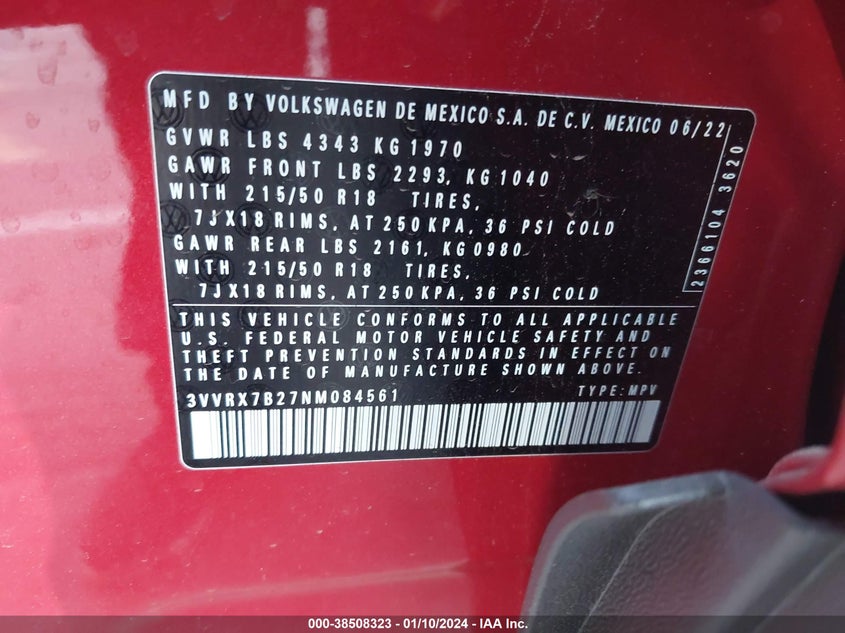 MFD BY VOLKSWAGEN DE MEXICO S.A. DE C.V. MEXICO 06/22
GVWR LBS 4343 KG 1970
GAWR FRONT LBS 2293, KG 1040
WITH 215/50 R18 TIRES,
7JX18 RIMS, AT 250 KPA, 36 PSI COLD
GAWR REAR LBS 2161, KG0980
WITH 215/50 R18 TIRES,
7JX18 RIMS, AT 250 KPA, 36 PSI COLD
2366104 3620
THIS VEHICLE CONFORMS TO ALL APPLICABLE
U.S. FEDERAL MOTOR VEHICLE SAFETY AND
THEFT PREVENTION STANDARDS IN EFFECT ON
THE DATE OF MANUFACTURE SHOWN ABOVE.
3VVRX7B27NM084561 TYPE: MPV
000-38508323 - 01/10/2024 - IAA Inc.